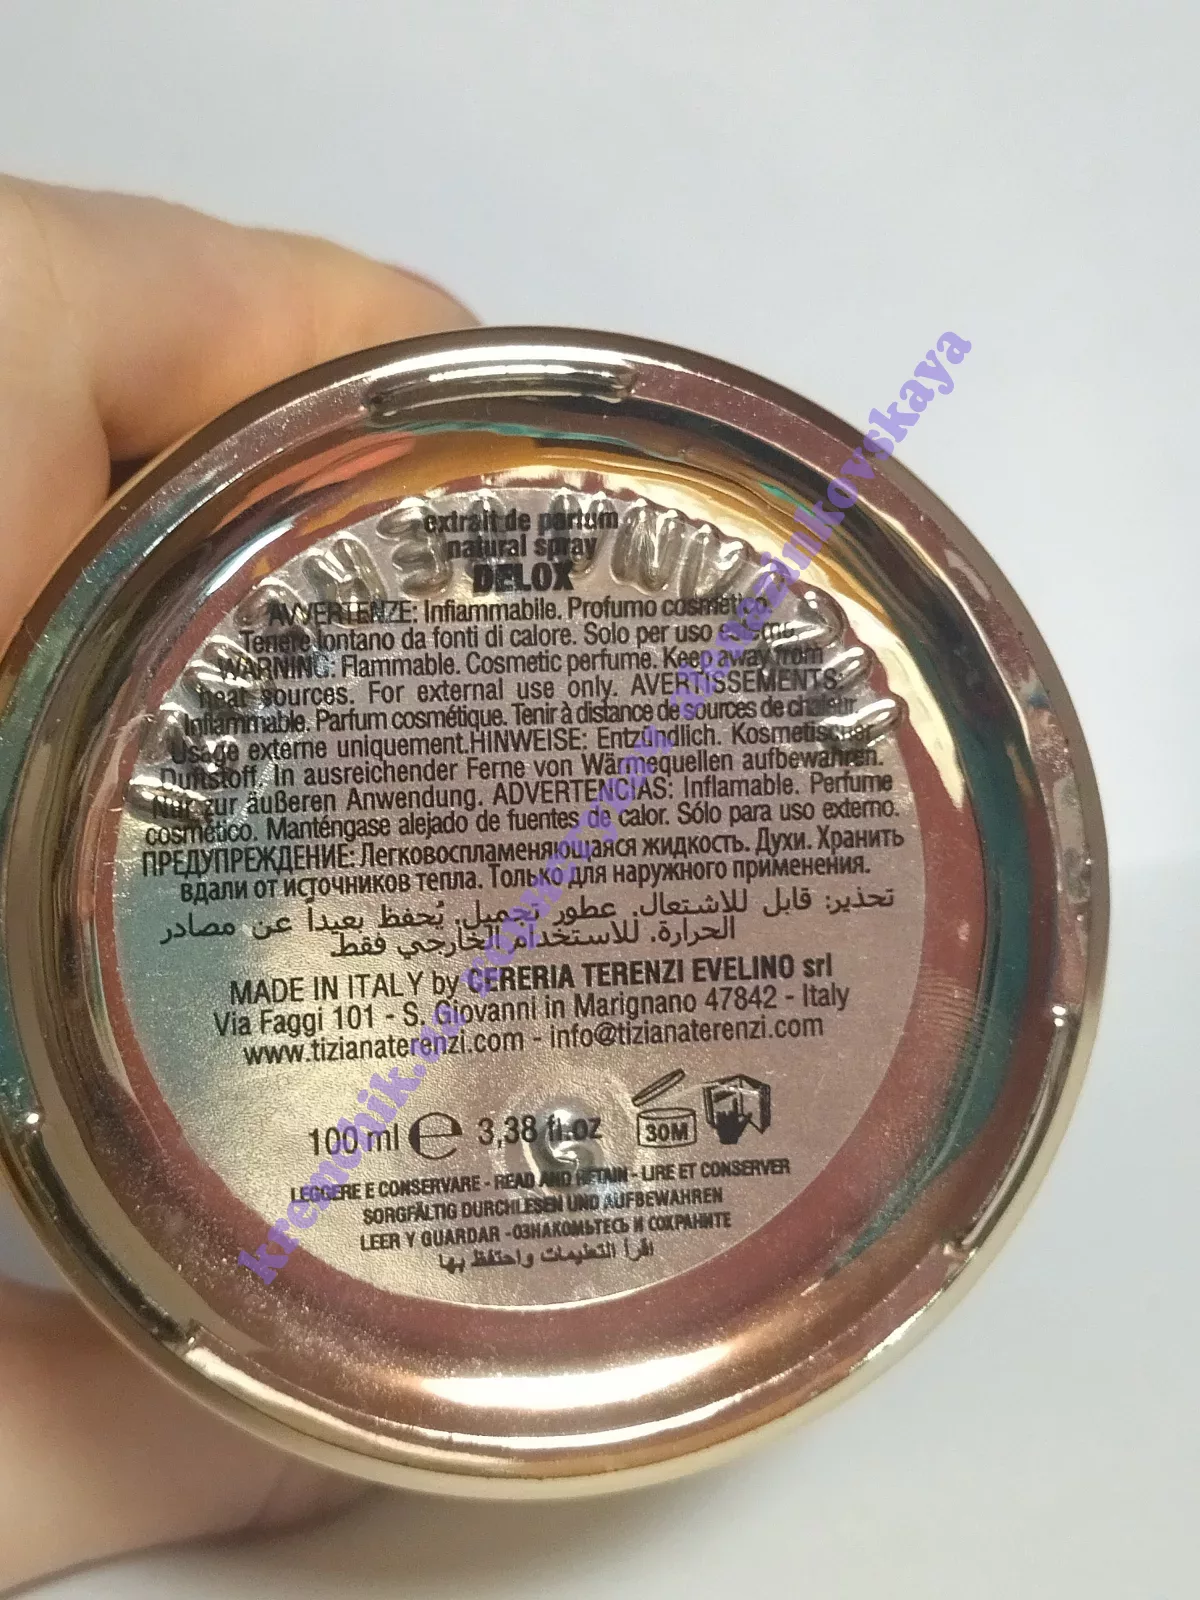 extrait de parfum
natural spray
DELOX
AVVERTENZE: Infiammabile. Profumo cosmetico.
Tenere lontano da fonti di calore. Solo per uso esterno.
WARNING: Flammable. Cosmetic perfume. Keep away from
heat sources. For external use only. AVERTISSEMENTS:
Inflammable. Parfum cosmétique. Tenir à distance de sources de chaleur.
Usage externe uniquement.HINWEISE: Entzündlich. Kosmetischer
Duftstoff. In ausreichender Ferne von Wärmequellen aufbewahren.
Nur zur äußeren Anwendung. ADVERTENCIAS: Inflamable. Perfume
cosmético. Manténgase alejado de fuentes de calor. Sólo para uso externo.
ПРЕДУПРЕЖДЕНИЕ: Легковоспламеняющаяся жидкость. Духи. Хранить
вдали от источников тепла. Только для наружного применения.
تحذير: قابل للاشتعال. عطور تجميل. يُحفظ بعيداً عن مصادر
الحرارة. للاستخدام الخارجي فقط
MADE IN ITALY by CERERIA TERENZI EVELINO srl
Via Faggi 101 - S. Giovanni in Marignano 47842 - Italy
www.tizianaterenzi.com - info@tizianaterenzi.com
100 ml e 3,38 fl.oz 30M
LEGGERE E CONSERVARE - READ AND RETAIN - LIRE ET CONSERVER
SORGFÄLTIG DURCHLESEN UND AUFBEWAHREN
LEER Y GUARDAR -ОЗНАКОМЬТЕСЬ И СОХРАНИТЕ
اقرأ التعليمات واحتفظ بها